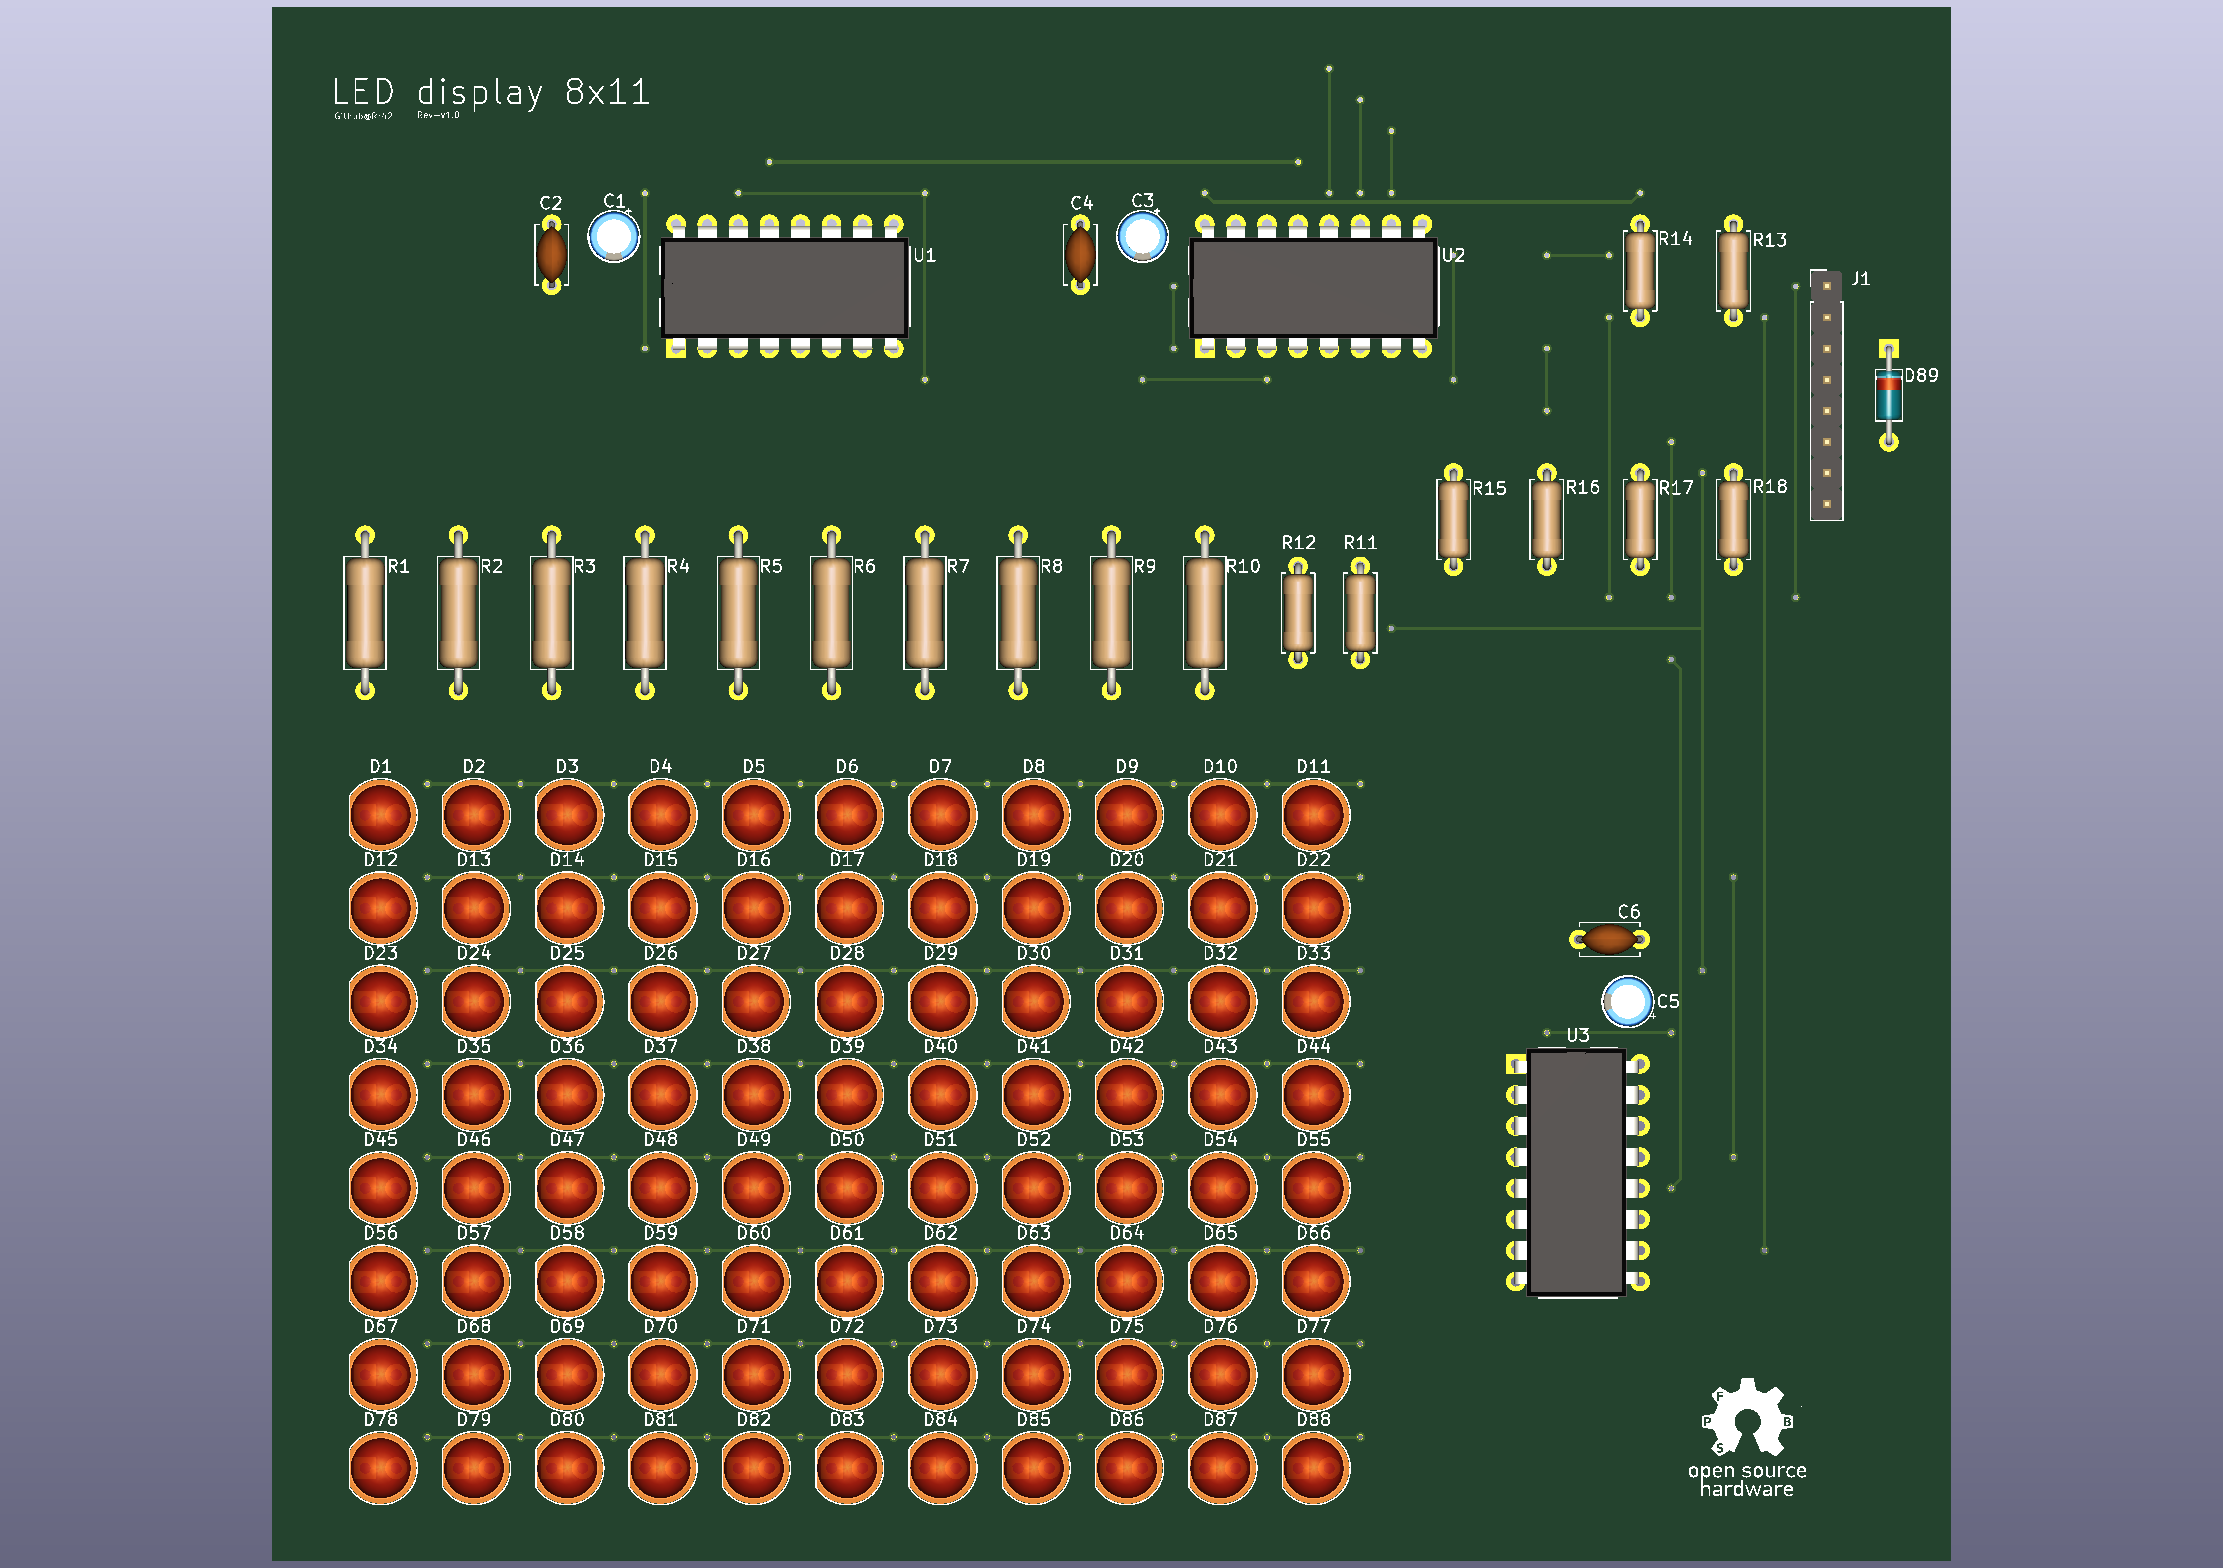 LED display 8x11
Github@Rr42 Rev-v1.0
C2 C1 C4 C3
U1 U2 R14 R13
J1
D89
R15 R16 R17 R18
R12 R11
R1 R2 R3 R4 R5 R6 R7 R8 R9 R10
D1 D2 D3 D4 D5 D6 D7 D8 D9 D10 D11
D12 D13 D14 D15 D16 D17 D18 D19 D20 D21 D22
C6
D23 D24 D25 D26 D27 D28 D29 D30 D31 D32 D33
C5
U3
D34 D35 D36 D37 D38 D39 D40 D41 D42 D43 D44
D45 D46 D47 D48 D49 D50 D51 D52 D53 D54 D55
D56 D57 D58 D59 D60 D61 D62 D63 D64 D65 D66
D67 D68 D69 D70 D71 D72 D73 D74 D75 D76 D77
D78 D79 D80 D81 D82 D83 D84 D85 D86 D87 D88
F
P B
S
open source
hardware